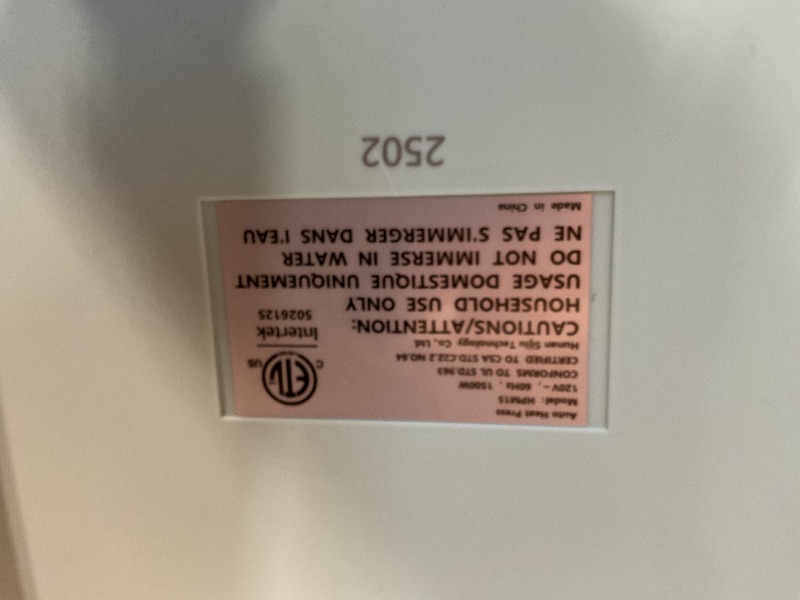 Auto Heat Press
Model: HPM15
120V~, 60Hz, 1500W
CONFORMS TO UL STD.963
CERTIFIED TO CSA STD.C22.2 NO.64
Hunan Sijiu Technology Co., Ltd.
C ETL US
Intertek
5026125
CAUTIONS/ATTENTION:
HOUSEHOLD USE ONLY
USAGE DOMESTIQUE UNIQUEMENT
DO NOT IMMERSE IN WATER
NE PAS S'IMMERGER DANS I'EAU
Made in China
2502